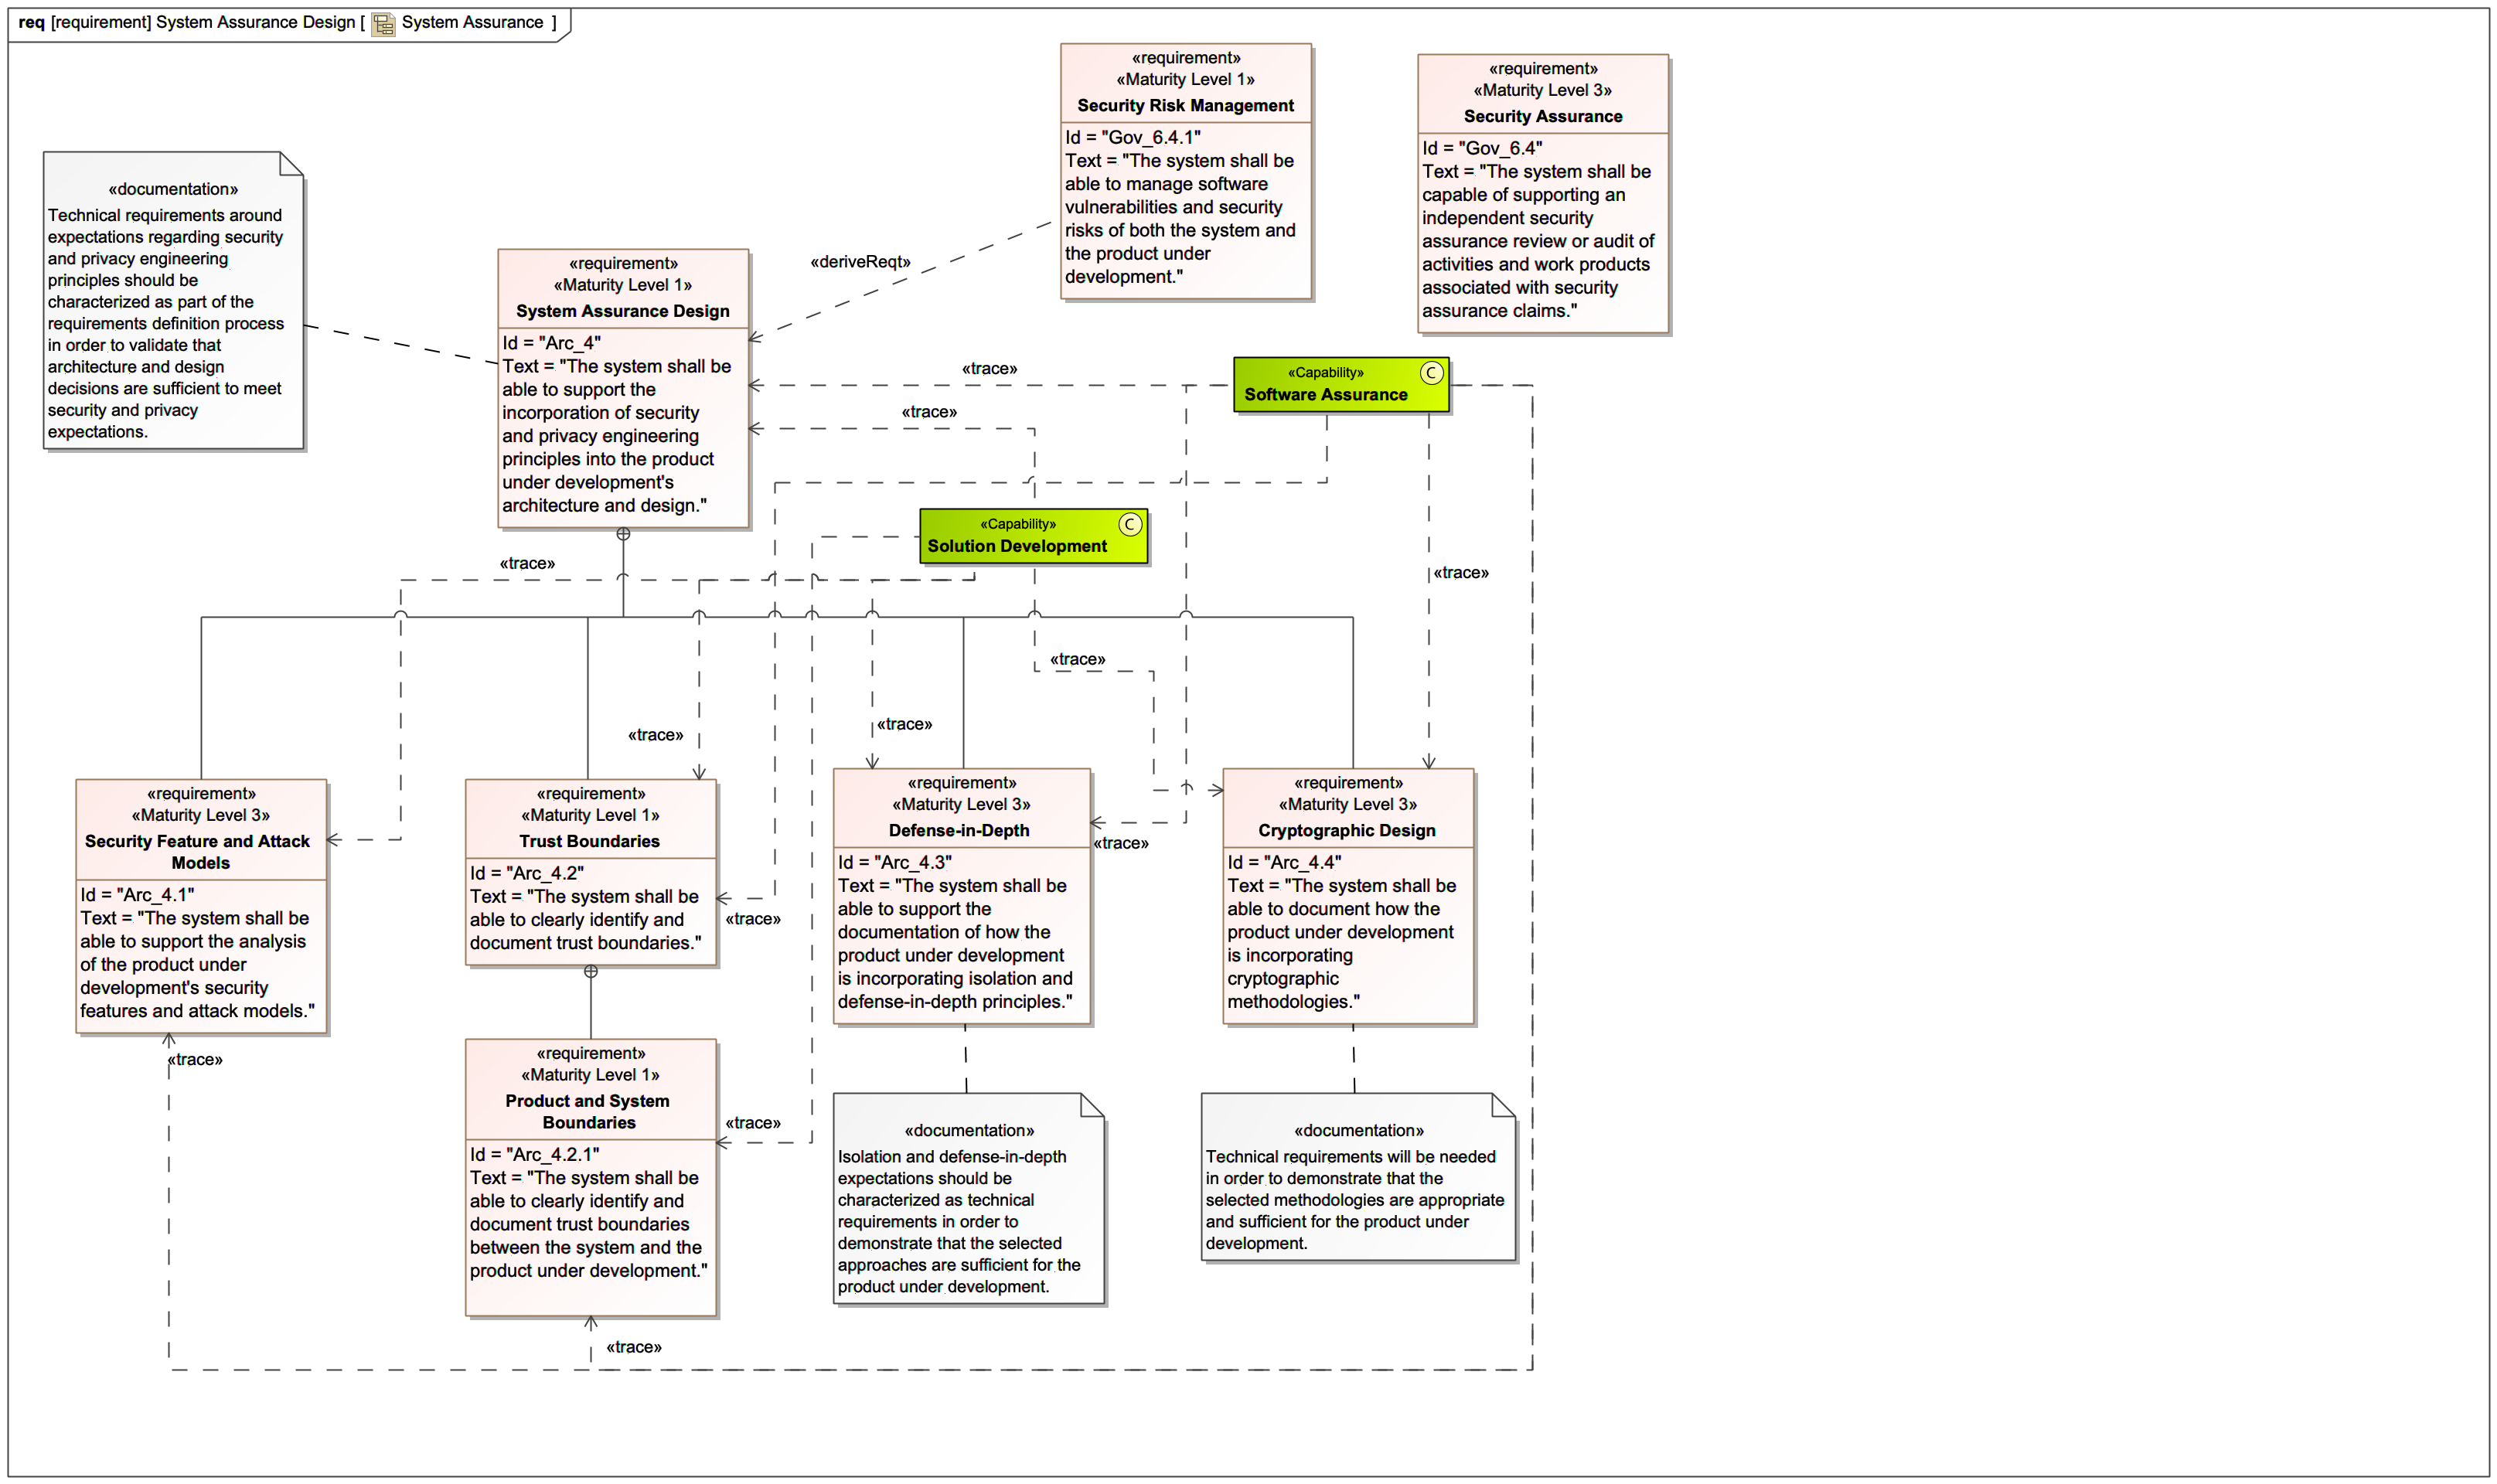 req [requirement] System Assurance Design [ System Assurance ]
«requirement»
«Maturity Level 1»
Security Risk Management
Id = "Gov_6.4.1"
Text = "The system shall be
able to manage software
vulnerabilities and security
risks of both the system and
the product under
development."
«requirement»
«Maturity Level 3»
Security Assurance
Id = "Gov_6.4"
Text = "The system shall be
capable of supporting an
independent security
assurance review or audit of
activities and work products
associated with security
assurance claims."
«documentation»
Technical requirements around
expectations regarding security
and privacy engineering
principles should be
characterized as part of the
requirements definition process
in order to validate that
architecture and design
decisions are sufficient to meet
security and privacy
expectations.
«requirement»
«Maturity Level 1»
System Assurance Design
Id = "Arc_4"
Text = "The system shall be
able to support the
incorporation of security
and privacy engineering
principles into the product
under development's
architecture and design."
«deriveReqt»
«trace»
«trace»
«Capability»
C
Software Assurance
«Capability»
C
Solution Development
«trace»
«trace»
«trace»
«trace»
«trace»
«requirement»
«Maturity Level 3»
Security Feature and Attack
Models
Id = "Arc_4.1"
Text = "The system shall be
able to support the analysis
of the product under
development's security
features and attack models."
«trace»
«requirement»
«Maturity Level 1»
Trust Boundaries
Id = "Arc_4.2"
Text = "The system shall be
able to clearly identify and
document trust boundaries."
«trace»
«requirement»
«Maturity Level 3»
Defense-in-Depth
Id = "Arc_4.3"
Text = "The system shall be
able to support the
documentation of how the
product under development
is incorporating isolation and
defense-in-depth principles."
«trace»
«requirement»
«Maturity Level 3»
Cryptographic Design
Id = "Arc_4.4"
Text = "The system shall be
able to document how the
product under development
is incorporating
cryptographic
methodologies."
«requirement»
«Maturity Level 1»
Product and System
Boundaries
Id = "Arc_4.2.1"
Text = "The system shall be
able to clearly identify and
document trust boundaries
between the system and the
product under development."
«trace»
«trace»
«documentation»
Isolation and defense-in-depth
expectations should be
characterized as technical
requirements in order to
demonstrate that the selected
approaches are sufficient for the
product under development.
«documentation»
Technical requirements will be needed
in order to demonstrate that the
selected methodologies are appropriate
and sufficient for the product under
development.